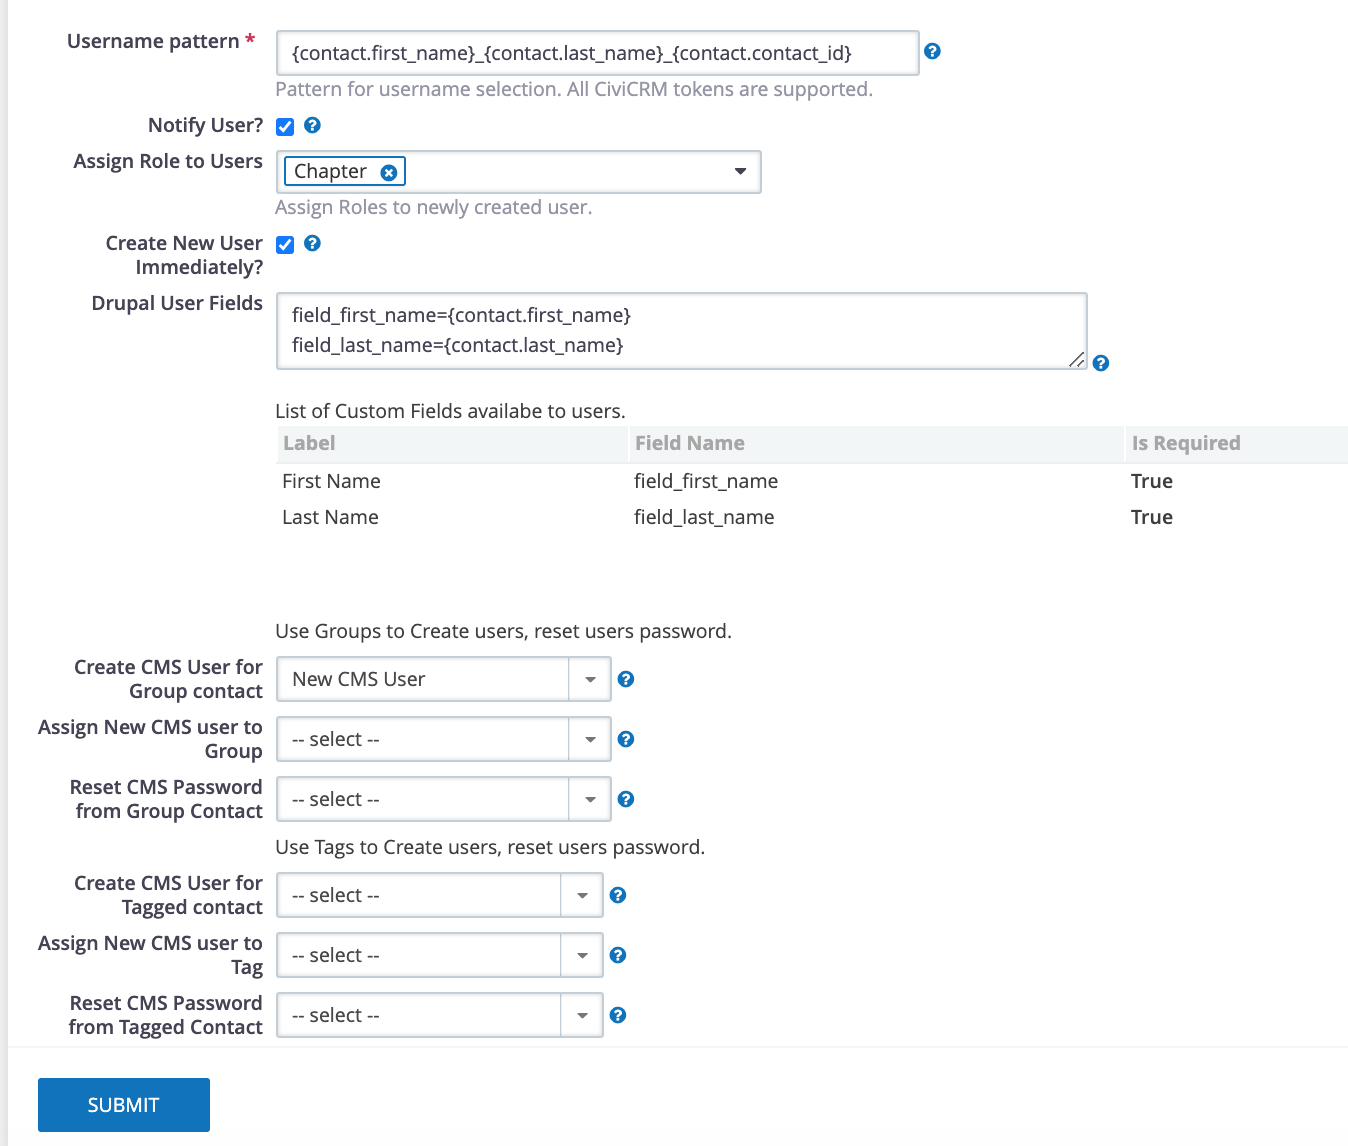 Username pattern *
{contact.first_name}_{contact.last_name}_{contact.contact_id}
Pattern for username selection. All CiviCRM tokens are supported.
Notify User?
Assign Role to Users
Chapter
Assign Roles to newly created user.
Create New User
Immediately?
Drupal User Fields
field_first_name={contact.first_name}
field_last_name={contact.last_name}
List of Custom Fields availabe to users.
Label Field Name Is Required
First Name field_first_name True
Last Name field_last_name True
Use Groups to Create users, reset users password.
Create CMS User for
Group contact
New CMS User
Assign New CMS user to
Group
-- select --
Reset CMS Password
from Group Contact
-- select --
Use Tags to Create users, reset users password.
Create CMS User for
Tagged contact
-- select --
Assign New CMS user to
Tag
-- select --
Reset CMS Password
from Tagged Contact
-- select --
SUBMIT